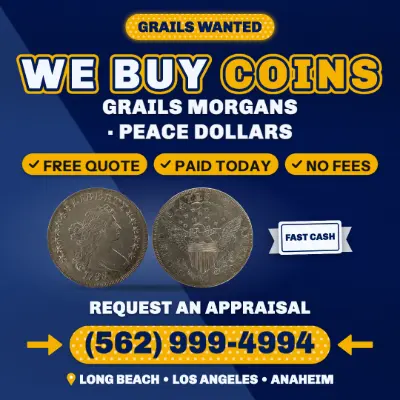 GRAILS WANTED
WE BUY COINS
GRAILS MORGANS
· PEACE DOLLARS
✓ FREE QUOTE ✓ PAID TODAY ✓ NO FEES
FAST CASH
REQUEST AN APPRAISAL
(562) 999-4994
LONG BEACH • LOS ANGELES • ANAHEIM